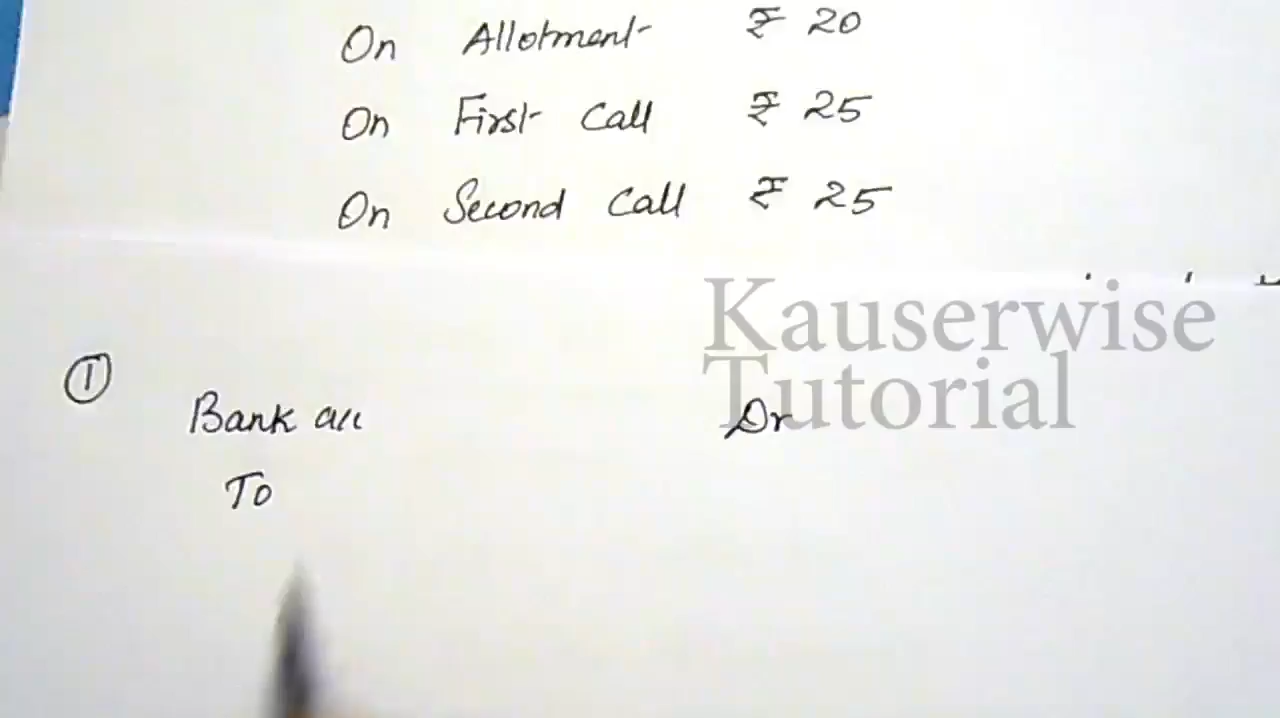 On Allotment ₹ 20
On First Call ₹ 25
On Second Call ₹ 25
Kauserwise
Tutorial
①
Bank a/c Dr
To